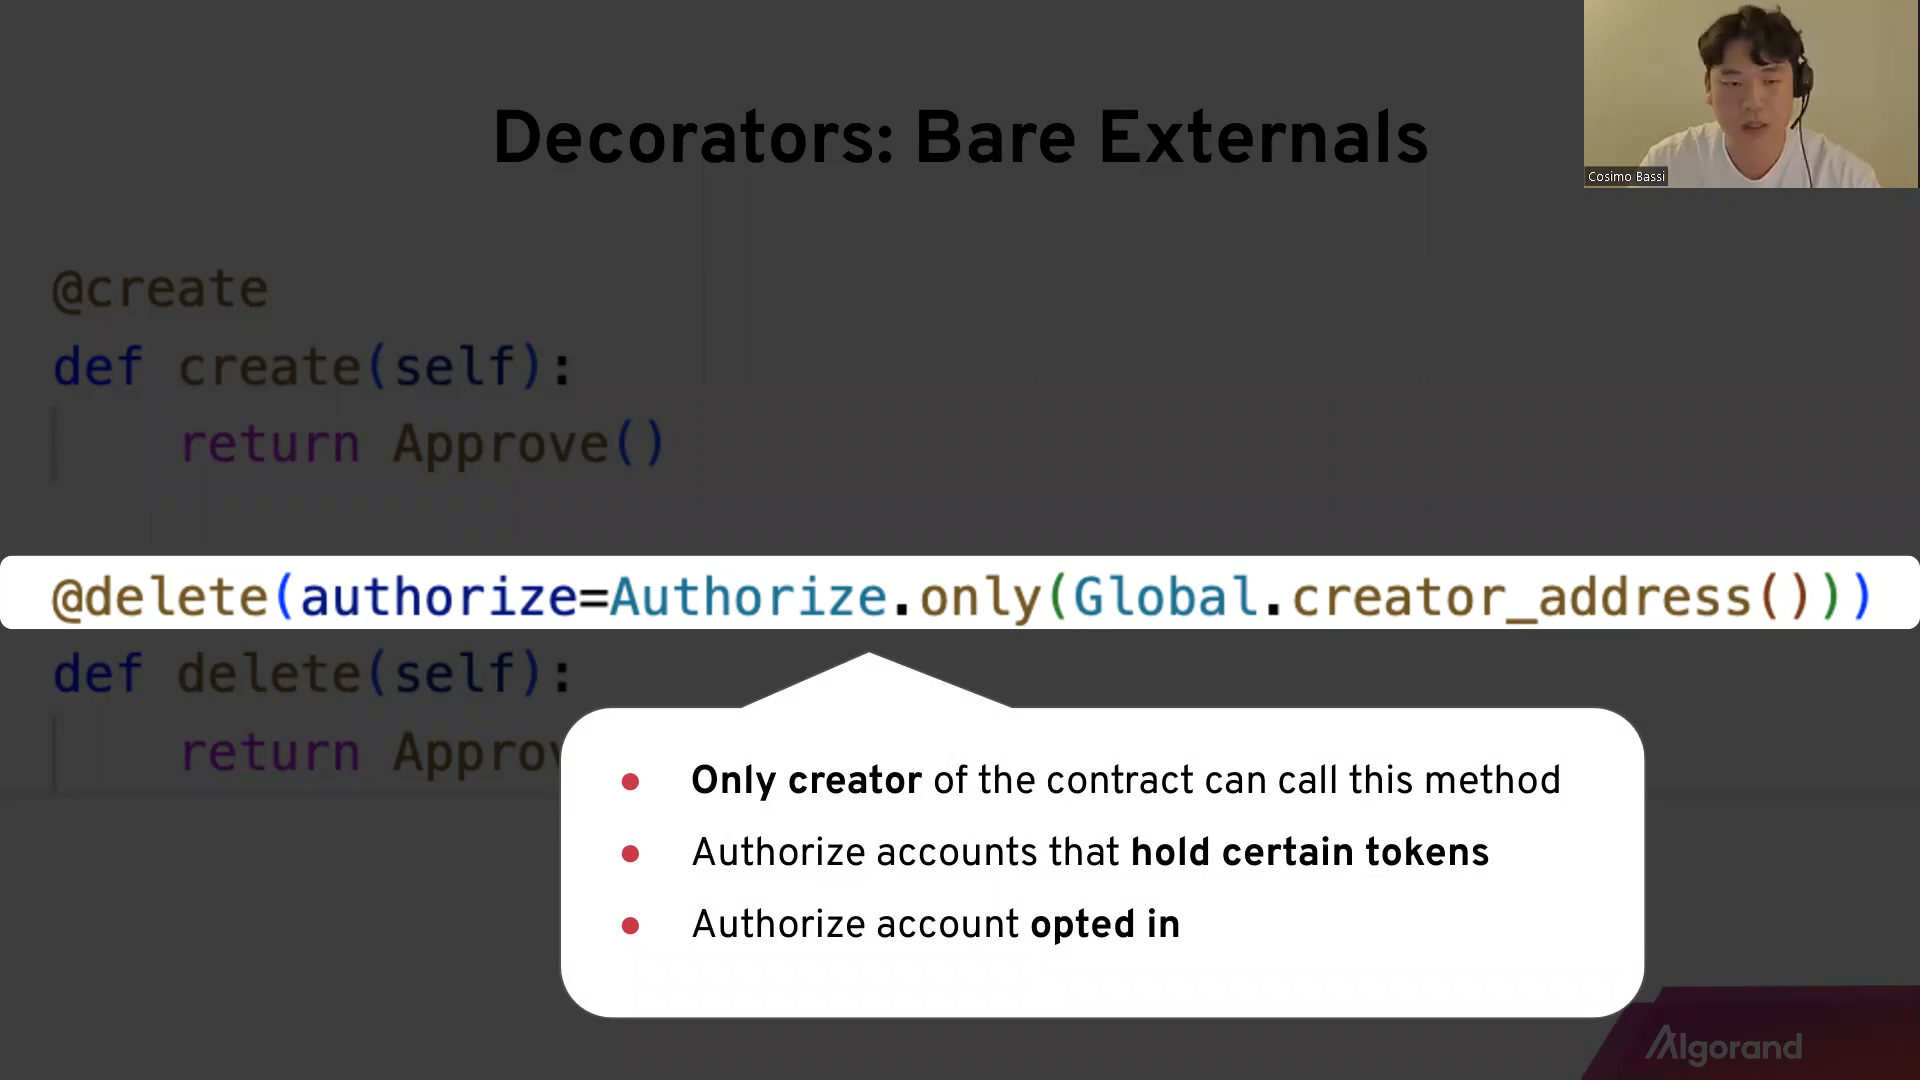 Decorators: Bare Externals
Cosimo Bassi
@create
def create(self):
return Approve()
@delete(authorize=Authorize.only(Global.creator_address()))
def delete(self):
return Approv
Only creator of the contract can call this method
Authorize accounts that hold certain tokens
Authorize account opted in
Algorand